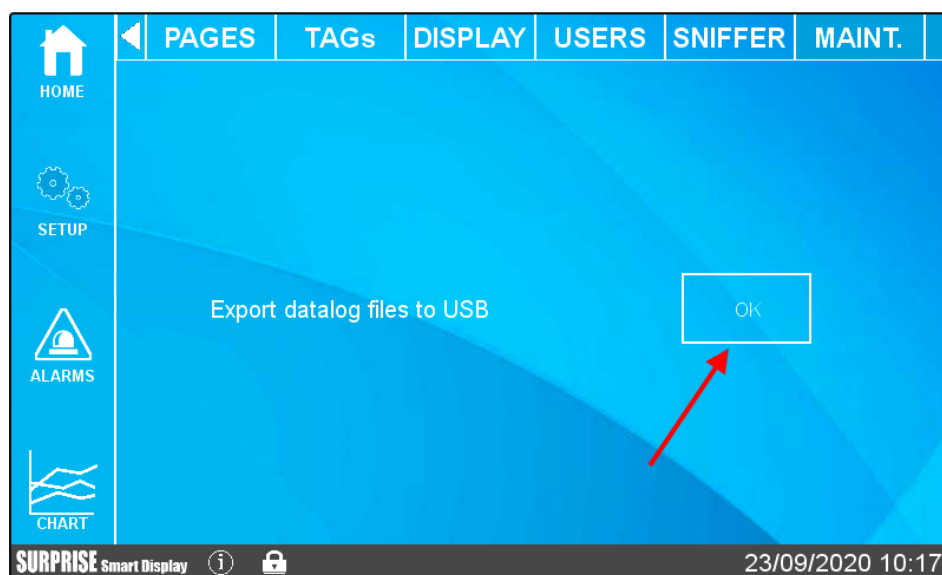 PAGES TAGs DISPLAY USERS SNIFFER MAINT.
HOME
SETUP
Export datalog files to USB OK
ALARMS
CHART
SURPRISE Smart Display 23/09/2020 10:17